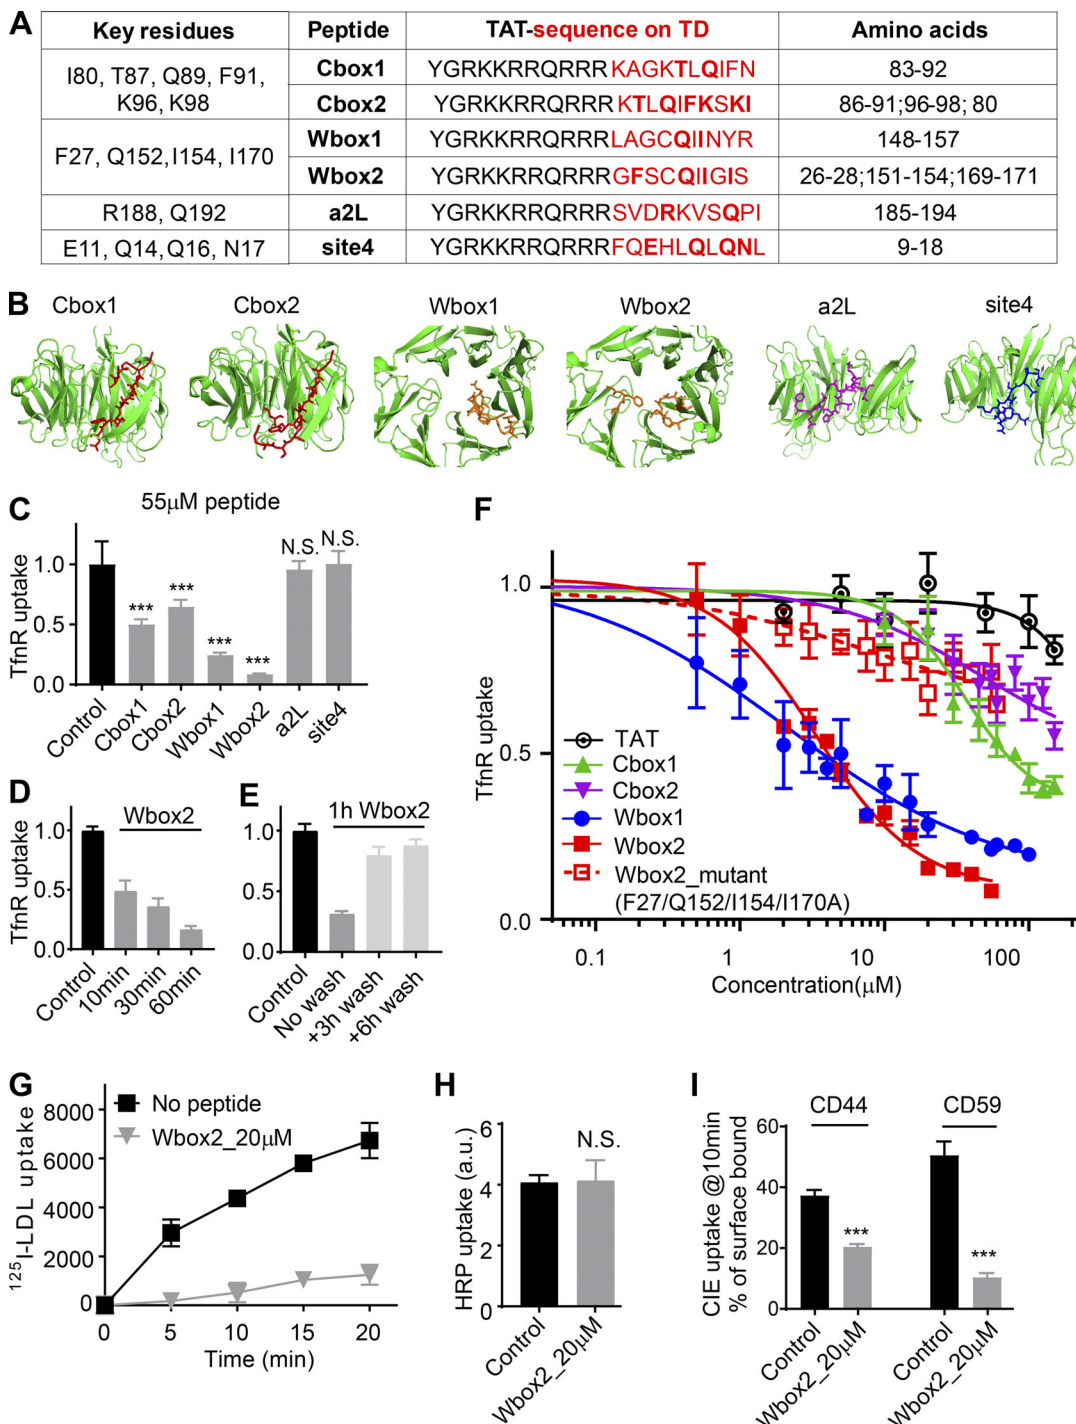 A
Key residues Peptide TAT-sequence on TD Amino acids
I80, T87, Q89, F91, K96, K98
Cbox1 YGRKKRRQRRRKAGKTLQIFN 83-92
Cbox2 YGRKKRRQRRRKTLQIFKSKI 86-91;96-98; 80
F27, Q152,I154, I170
Wbox1 YGRKKRRQRRRLAGCQIINYR 148-157
Wbox2 YGRKKRRQRRRGFSCQIIGIS 26-28;151-154;169-171
R188, Q192 a2L YGRKKRRQRRRSVDRKVSQPI 185-194
E11, Q14,Q16, N17 site4 YGRKKRRQRRRFQEHLQLQNL 9-18
B
Cbox1 Cbox2 Wbox1 Wbox2 a2L site4
C
55µM peptide
TfnR uptake
1.0
0.5
0.0
*** *** *** *** N.S. N.S.
Control Cbox1 Cbox2 Wbox1 Wbox2 a2L site4
D
Wbox2
TfnR uptake
1.0
0.5
0.0
Control 10min 30min 60min
E
1h Wbox2
1.0
0.5
0.0
Control No wash +3h wash +6h wash
F
TfnR uptake
1.0
0.5
0.0
TAT
Cbox1
Cbox2
Wbox1
Wbox2
Wbox2_mutant
(F27/Q152/I154/I170A)
0.1 1 10 100
Concentration(µM)
G
125I-LDL uptake
8000
6000
4000
2000
0
No peptide
Wbox2_20µM
0 5 10 15 20
Time (min)
H
HRP uptake (a.u.)
6
4
2
0
N.S.
Control Wbox2_20µM
I
CIE uptake @10min
% of surface bound
60
40
20
0
CD44 CD59
*** ***
Control Wbox2_20µM Control Wbox2_20µM